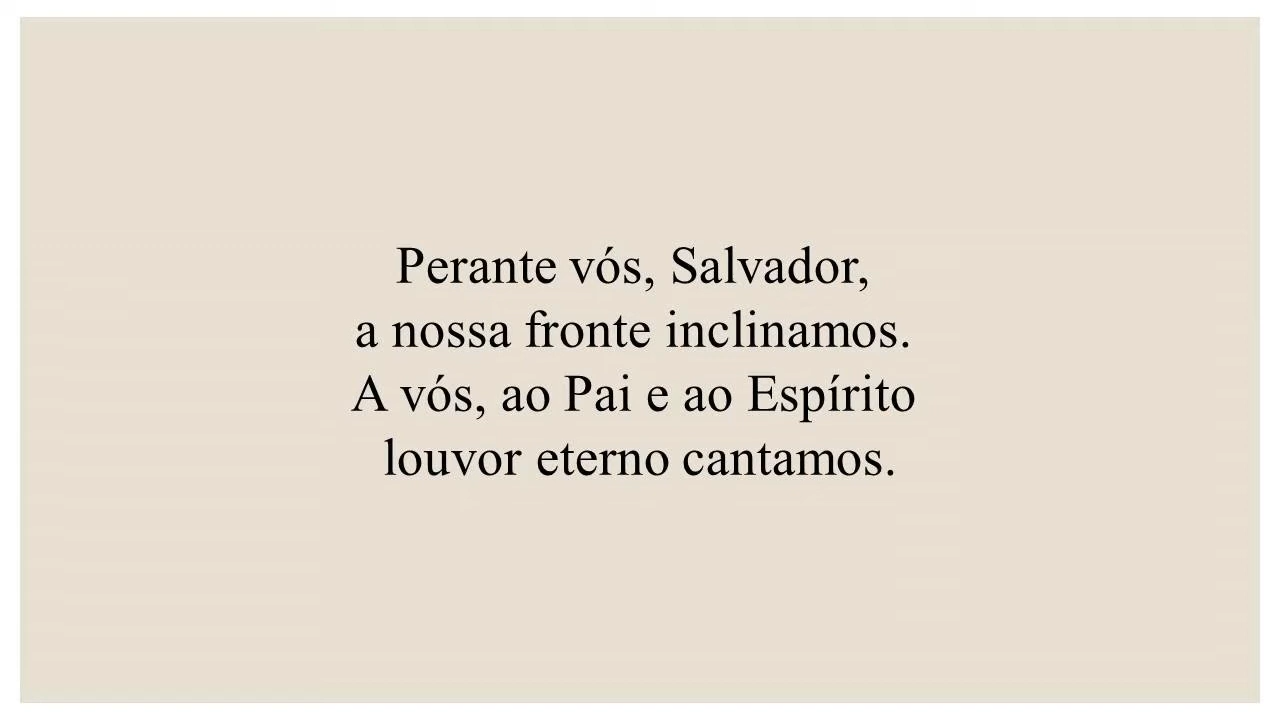 Perante vós, Salvador,
a nossa fronte inclinamos.
A vós, ao Pai e ao Espírito
louvor eterno cantamos.